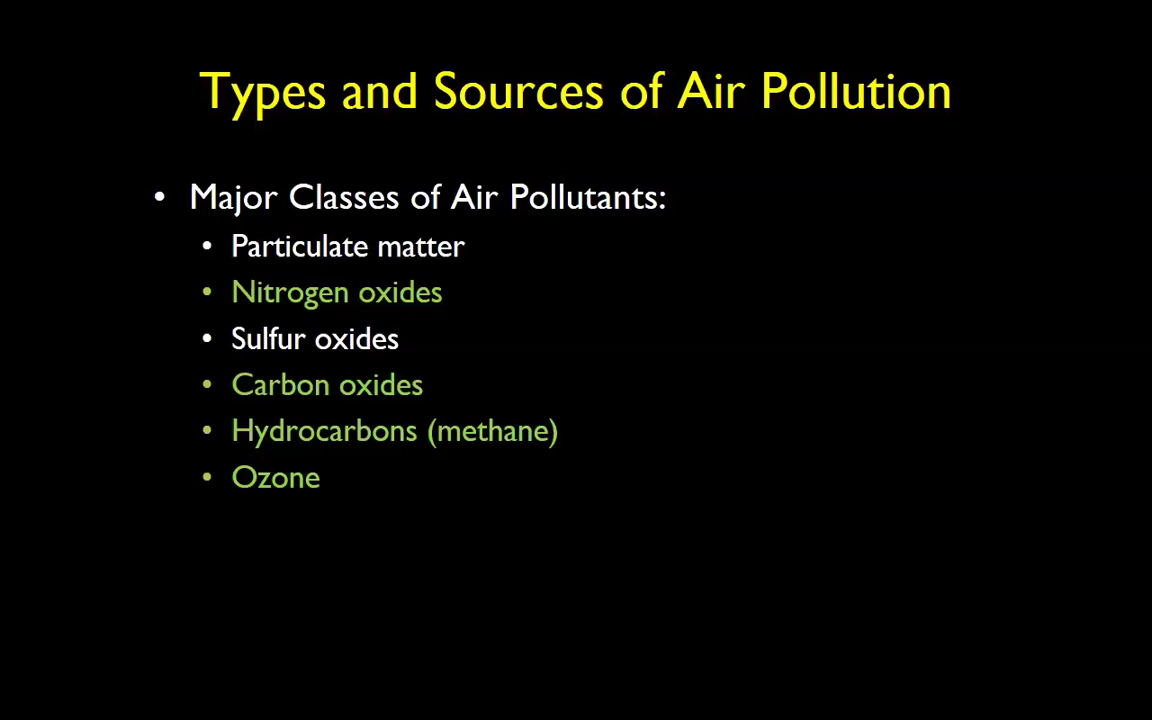 Types and Sources of Air Pollution
• Major Classes of Air Pollutants:
• Particulate matter
• Nitrogen oxides
• Sulfur oxides
• Carbon oxides
• Hydrocarbons (methane)
• Ozone